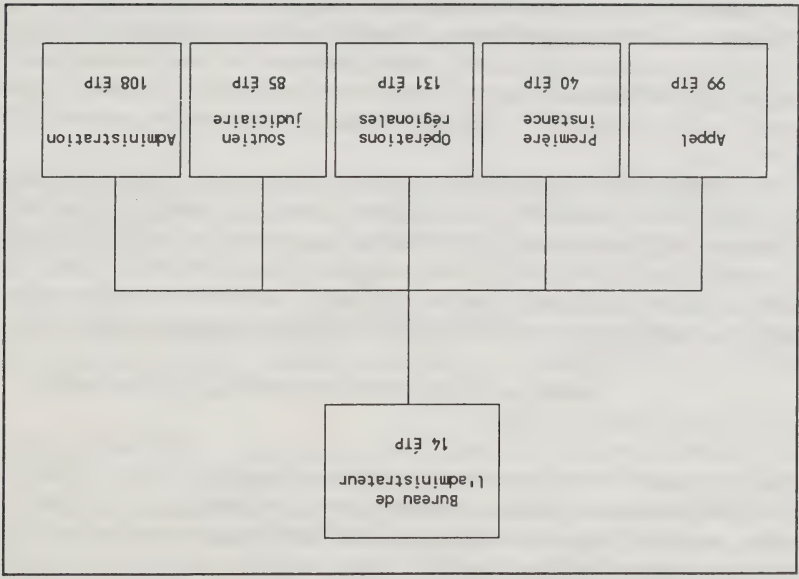 Bureau de
l'administrateur
14 ÉTP
Appel
99 ÉTP
Première
instance
40 ÉTP
Opérations
régionales
131 ÉTP
Soutien
judiciaire
85 ÉTP
Administration
108 ÉTP